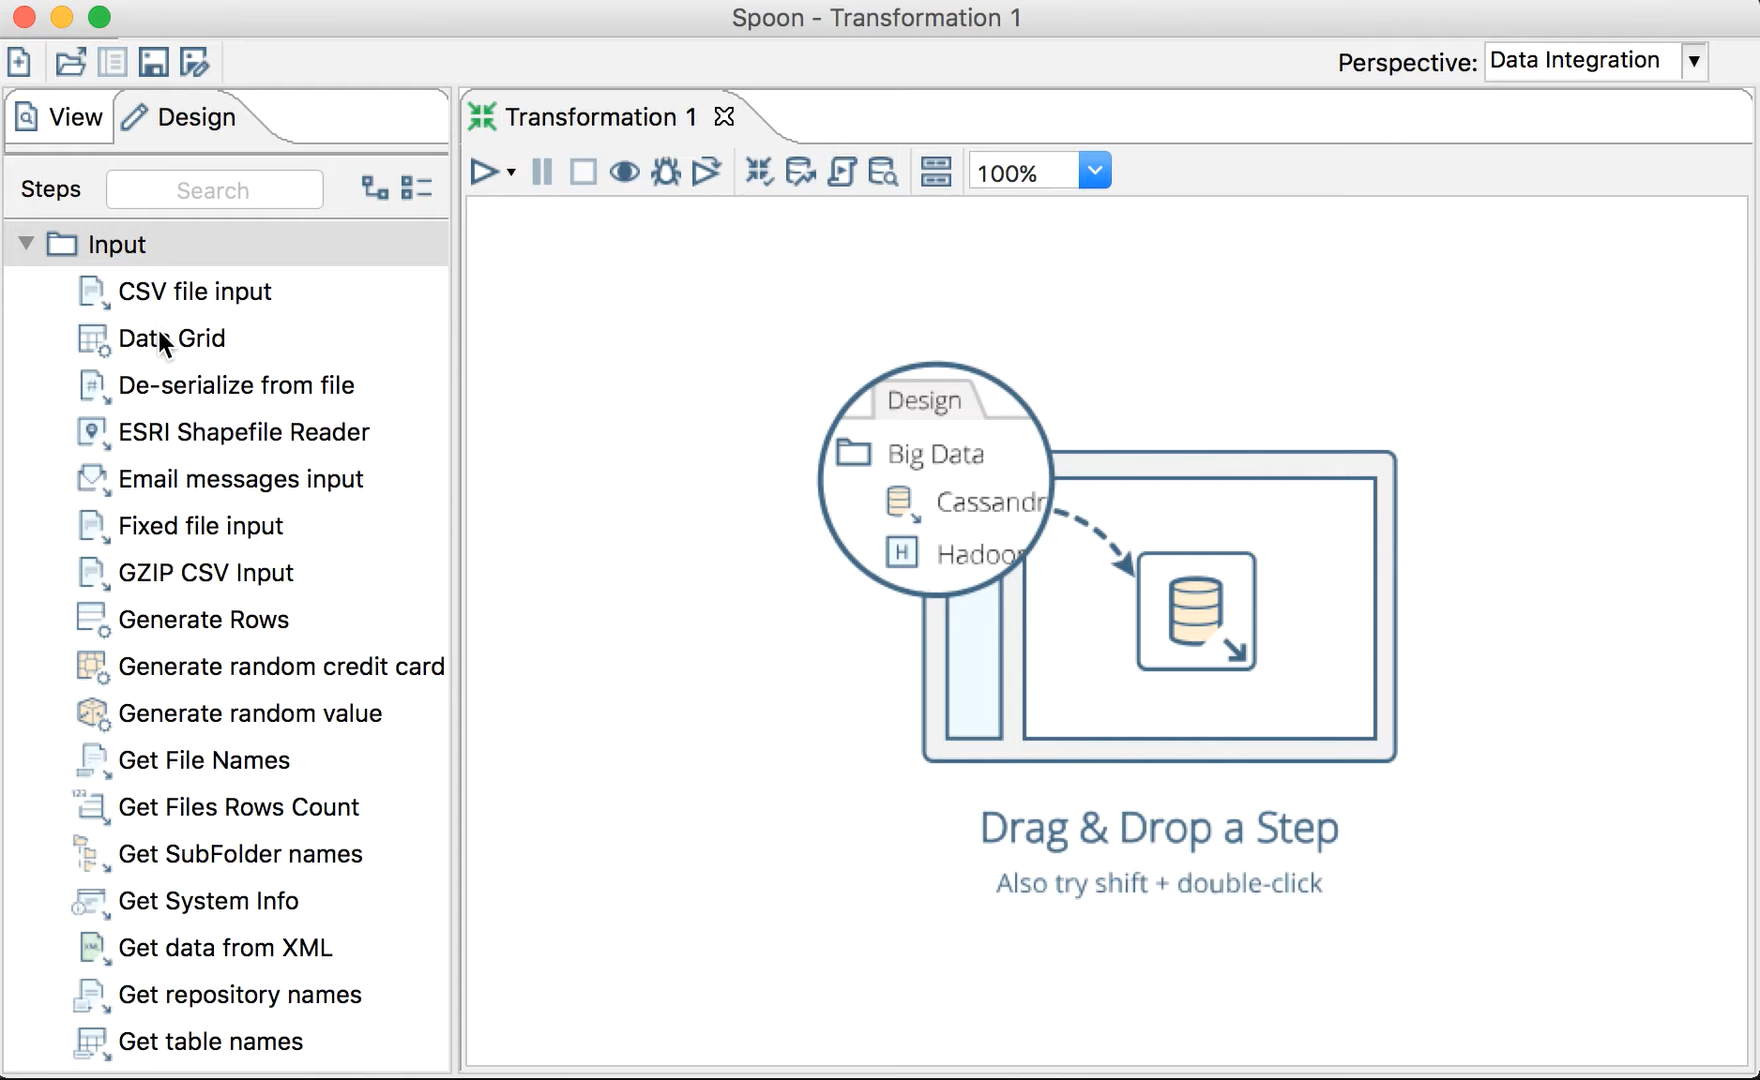 Spoon - Transformation 1
Perspective: Data Integration
View
Design
Transformation 1
Steps
Search
100%
Input
CSV file input
Data Grid
De-serialize from file
ESRI Shapefile Reader
Email messages input
Fixed file input
GZIP CSV Input
Generate Rows
Generate random credit card
Generate random value
Get File Names
Get Files Rows Count
Get SubFolder names
Get System Info
Get data from XML
Get repository names
Get table names
Design
Big Data
Cassandr
H Hadoop
Drag & Drop a Step
Also try shift + double-click